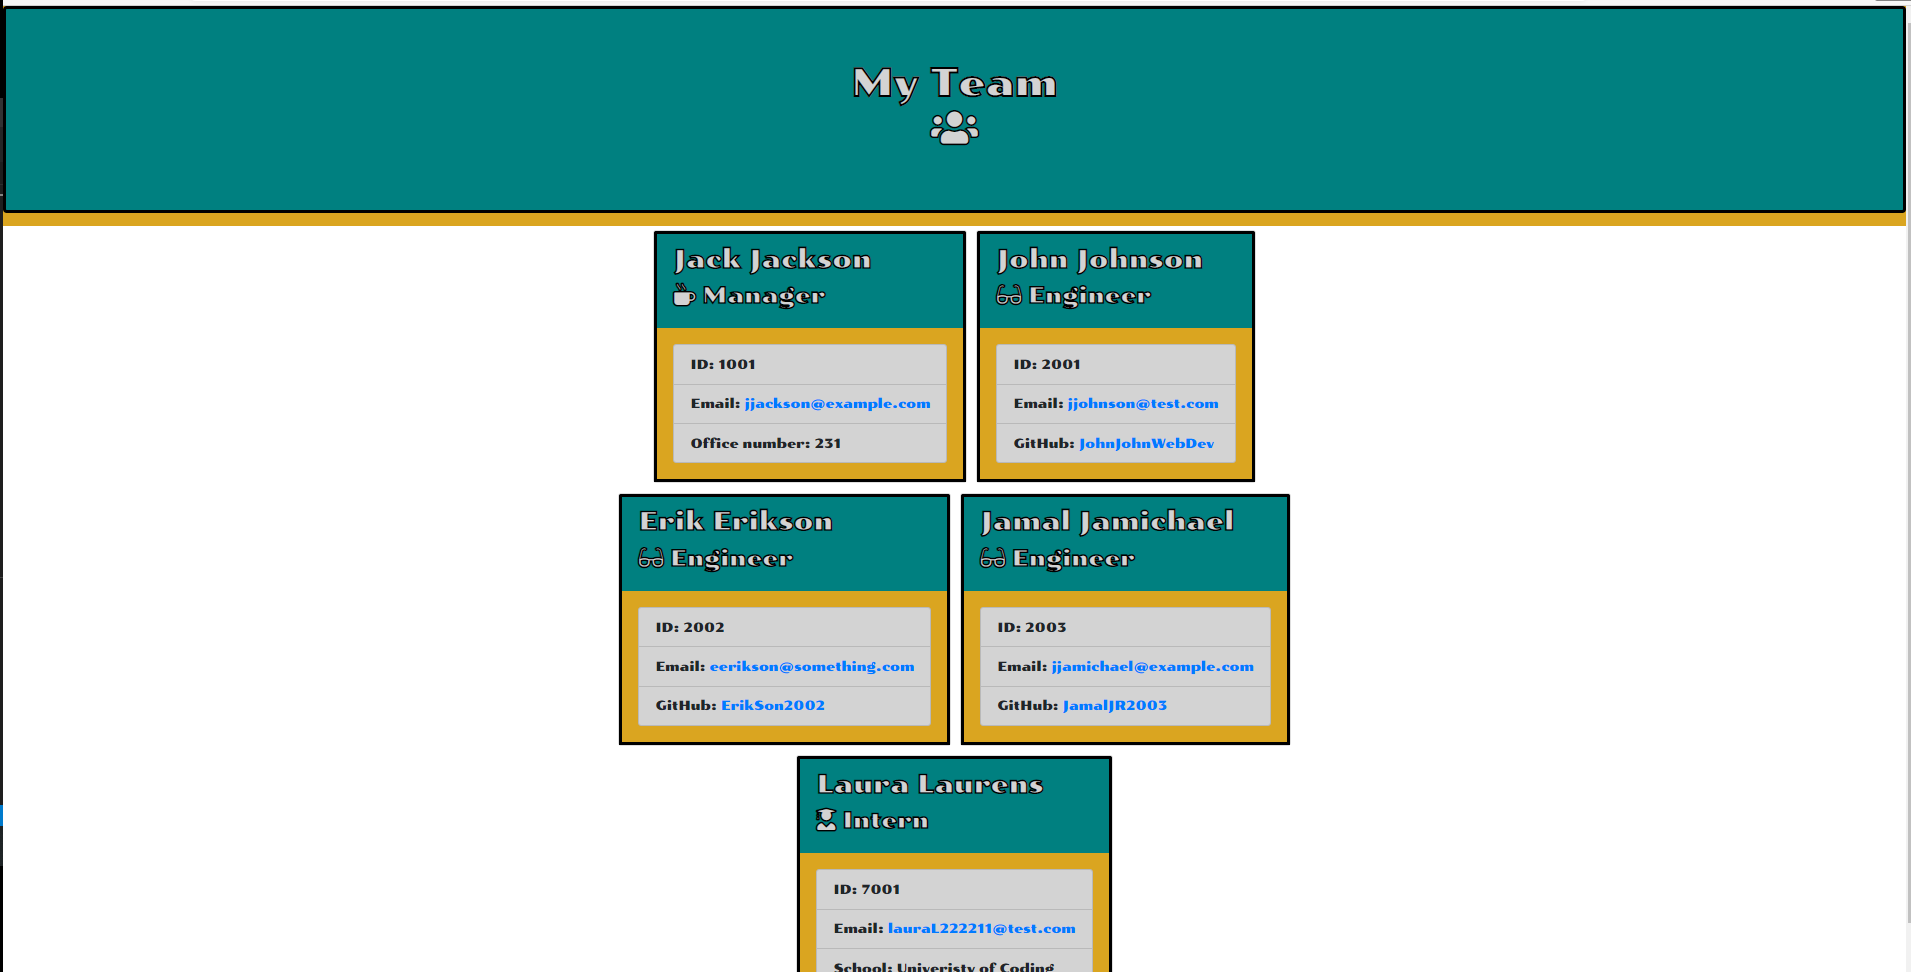 My Team
Jack Jackson
Manager
ID: 1001
Email: jjackson@example.com
Office number: 231
John Johnson
Engineer
ID: 2001
Email: jjohnson@test.com
GitHub: JohnJohnWebDev
Erik Erikson
Engineer
ID: 2002
Email: eerikson@something.com
GitHub: ErikSon2002
Jamal Jamichael
Engineer
ID: 2003
Email: jjamichael@example.com
GitHub: JamalJR2003
Laura Laurens
Intern
ID: 7001
Email: lauraL222211@test.com
School: Univeristy of Coding